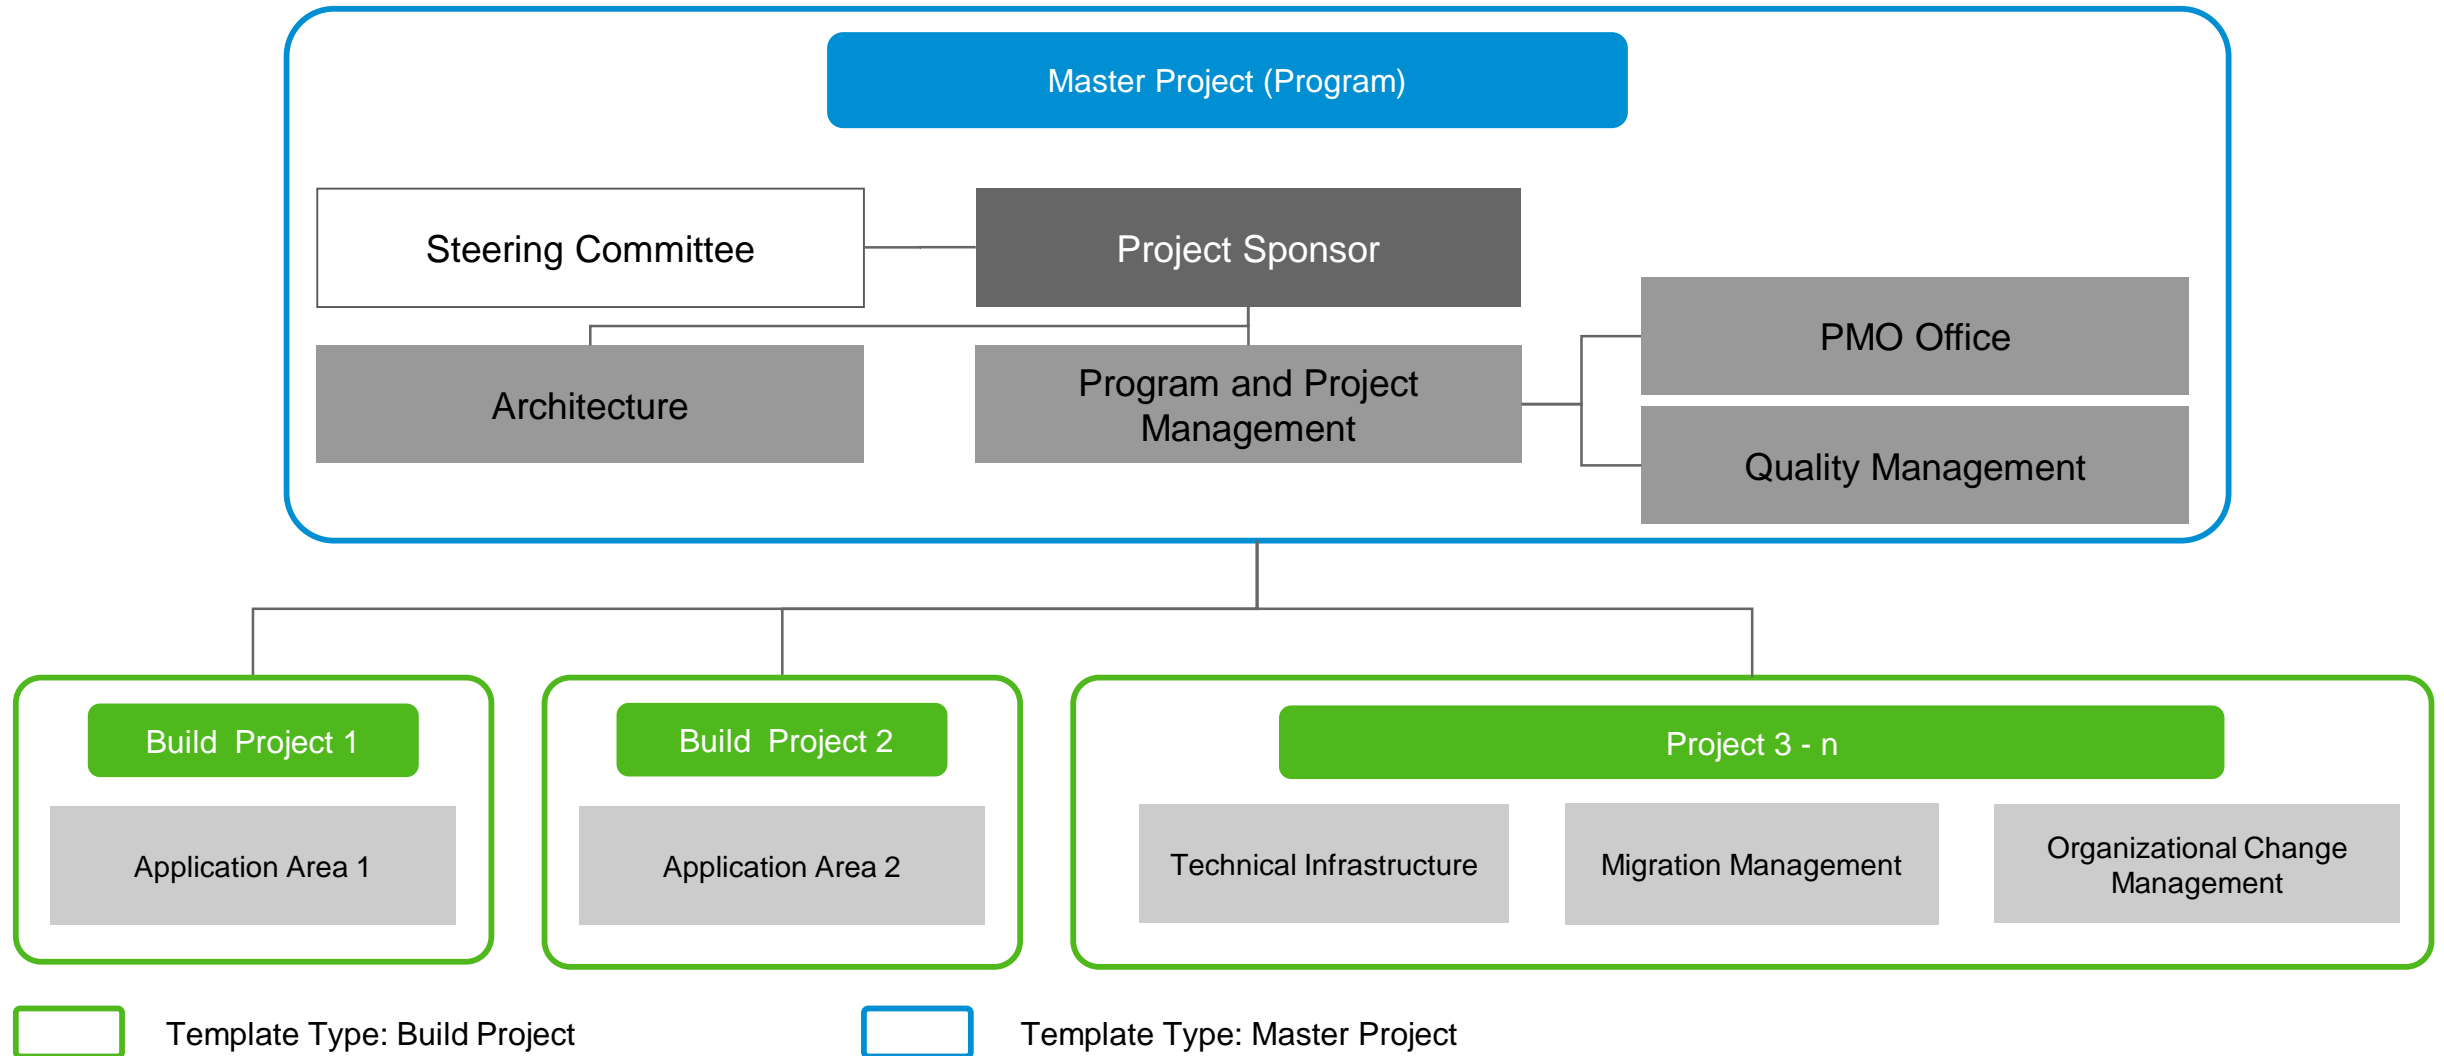 Master Project (Program)
Steering Committee
Project Sponsor
PMO Office
Architecture
Program and Project
Management
Quality Management
Build  Project 1
Build  Project 2
Project 3 - n
Application Area 1
Application Area 2
Technical Infrastructure
Migration Management
Organizational Change
Management
Template Type: Build Project
Template Type: Master Project